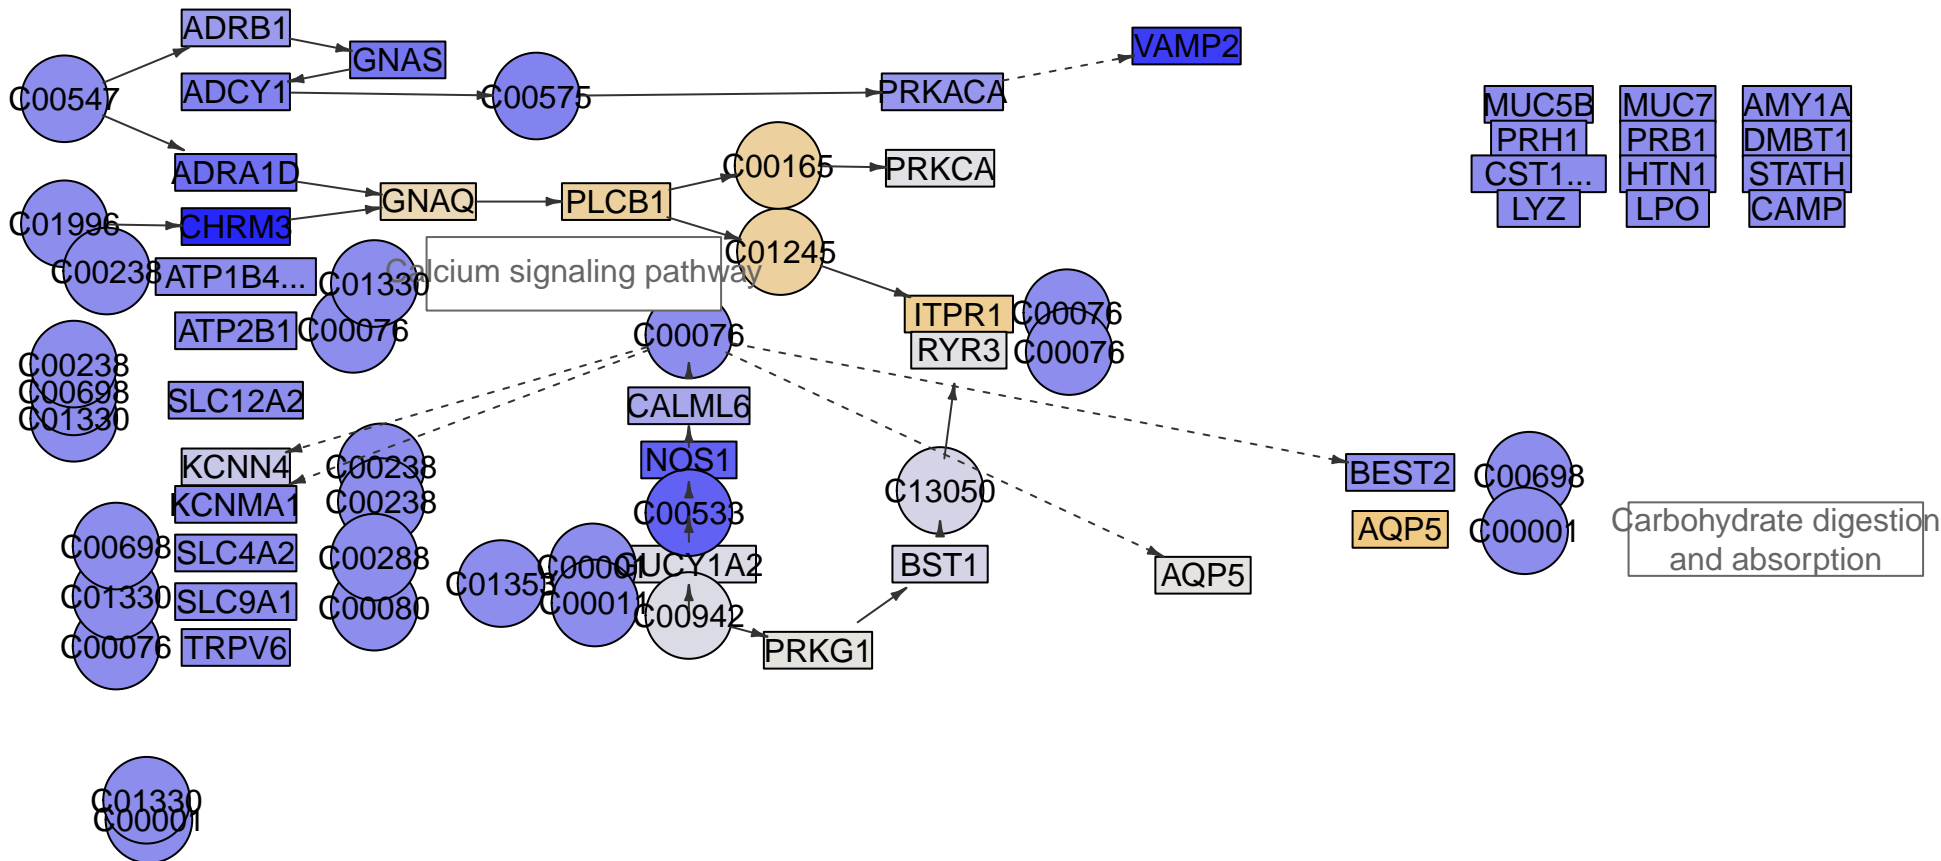 ADRB1
GNAS
VAMP2
C00547
ADCY1
C00575
PRKACA
MUC5B
MUC7
AMY1A
PRH1
PRB1
DMBT1
ADRA1D
C00165
PRKCA
CST1...
HTN1
STATH
GNAQ
PLCB1
LYZ
LPO
CAMP
C01996
CHRM3
C01245
C00238
ATP1B4...
C01330
Calcium signaling pathway
ITPR1
C00076
ATP2B1
C00076
C00076
RYR3
C00076
C00238
C00698
C01330
SLC12A2
CALML6
KCNN4
C00238
NOS1
BEST2
C00698
KCNMA1
C00238
C00533
C13050
AQP5
C00001
Carbohydrate digestion
and absorption
C00698
SLC4A2
C00288
C01353
C00001
GUCY1A2
BST1
AQP5
C01330
SLC9A1
C00080
C00011
C00942
C00076
TRPV6
PRKG1
C01330
C00001